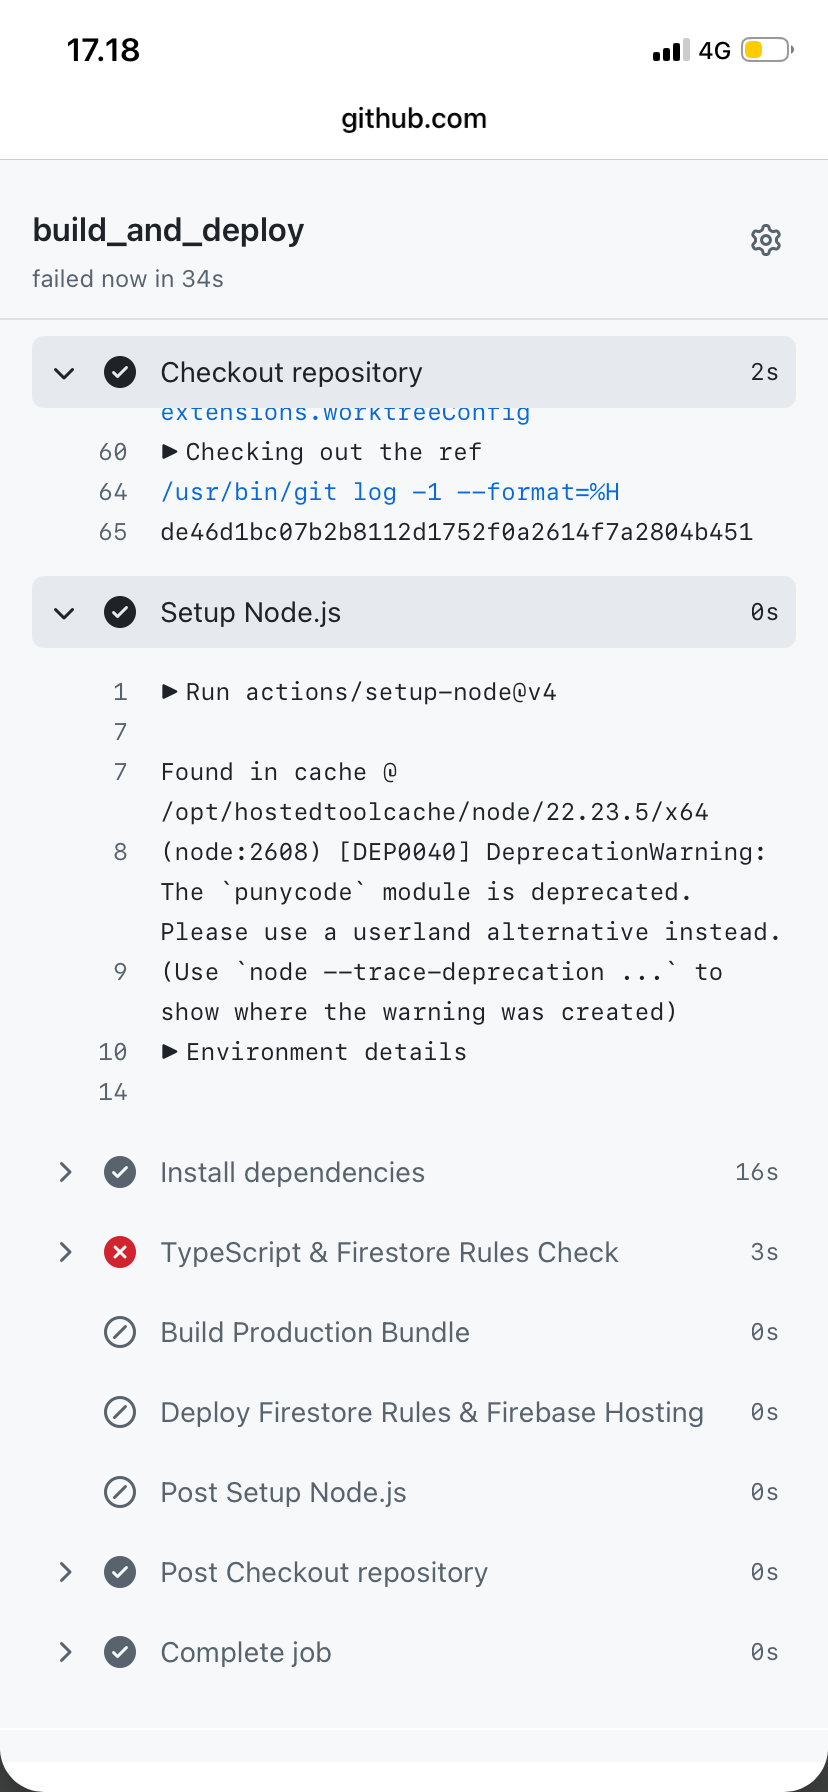 17.18
4G
github.com
build_and_deploy
failed now in 34s
Checkout repository 2s
extensions.worktreeConfig
60 ▶ Checking out the ref
64 /usr/bin/git log -1 --format=%H
65 de46d1bc07b2b8112d1752f0a2614f7a2804b451
Setup Node.js 0s
1 ▶ Run actions/setup-node@v4
7
7 Found in cache @
/opt/hostedtoolcache/node/22.23.5/x64
8 (node:2608) [DEP0040] DeprecationWarning:
The `punycode` module is deprecated.
Please use a userland alternative instead.
9 (Use `node --trace-deprecation ...` to
show where the warning was created)
10 ▶ Environment details
14
Install dependencies 16s
TypeScript & Firestore Rules Check 3s
Build Production Bundle 0s
Deploy Firestore Rules & Firebase Hosting 0s
Post Setup Node.js 0s
Post Checkout repository 0s
Complete job 0s